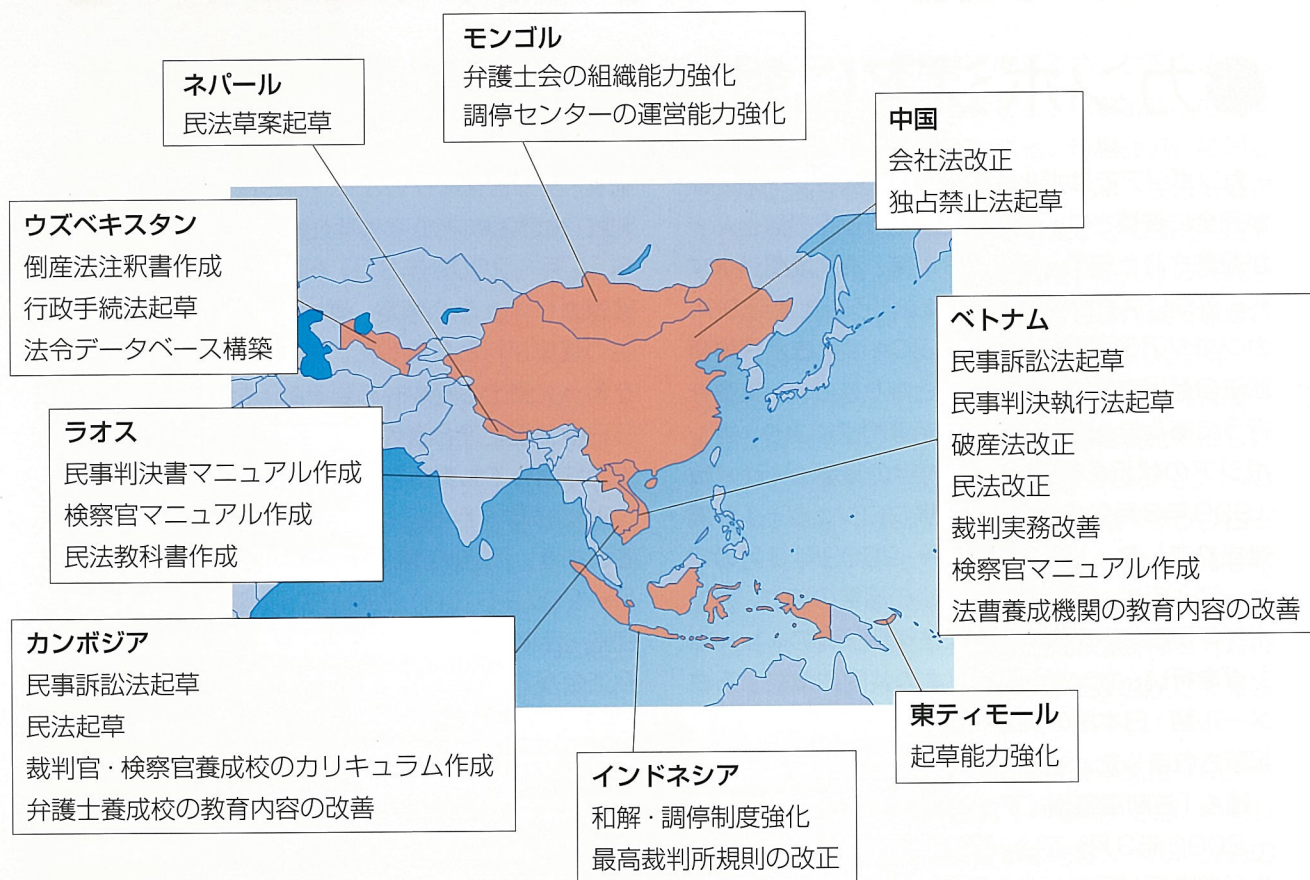 モンゴル
弁護士会の組織能力強化
調停センターの運営能力強化
ネパール
民法草案起草
中国
会社法改正
独占禁止法起草
ウズベキスタン
倒産法注釈書作成
行政手続法起草
法令データベース構築
ベトナム
民事訴訟法起草
民事判決執行法起草
破産法改正
民法改正
裁判実務改善
検察官マニュアル作成
法曹養成機関の教育内容の改善
ラオス
民事判決書マニュアル作成
検察官マニュアル作成
民法教科書作成
カンボジア
民事訴訟法起草
民法起草
裁判官・検察官養成校のカリキュラム作成
弁護士養成校の教育内容の改善
東ティモール
起草能力強化
インドネシア
和解・調停制度強化
最高裁判所規則の改正